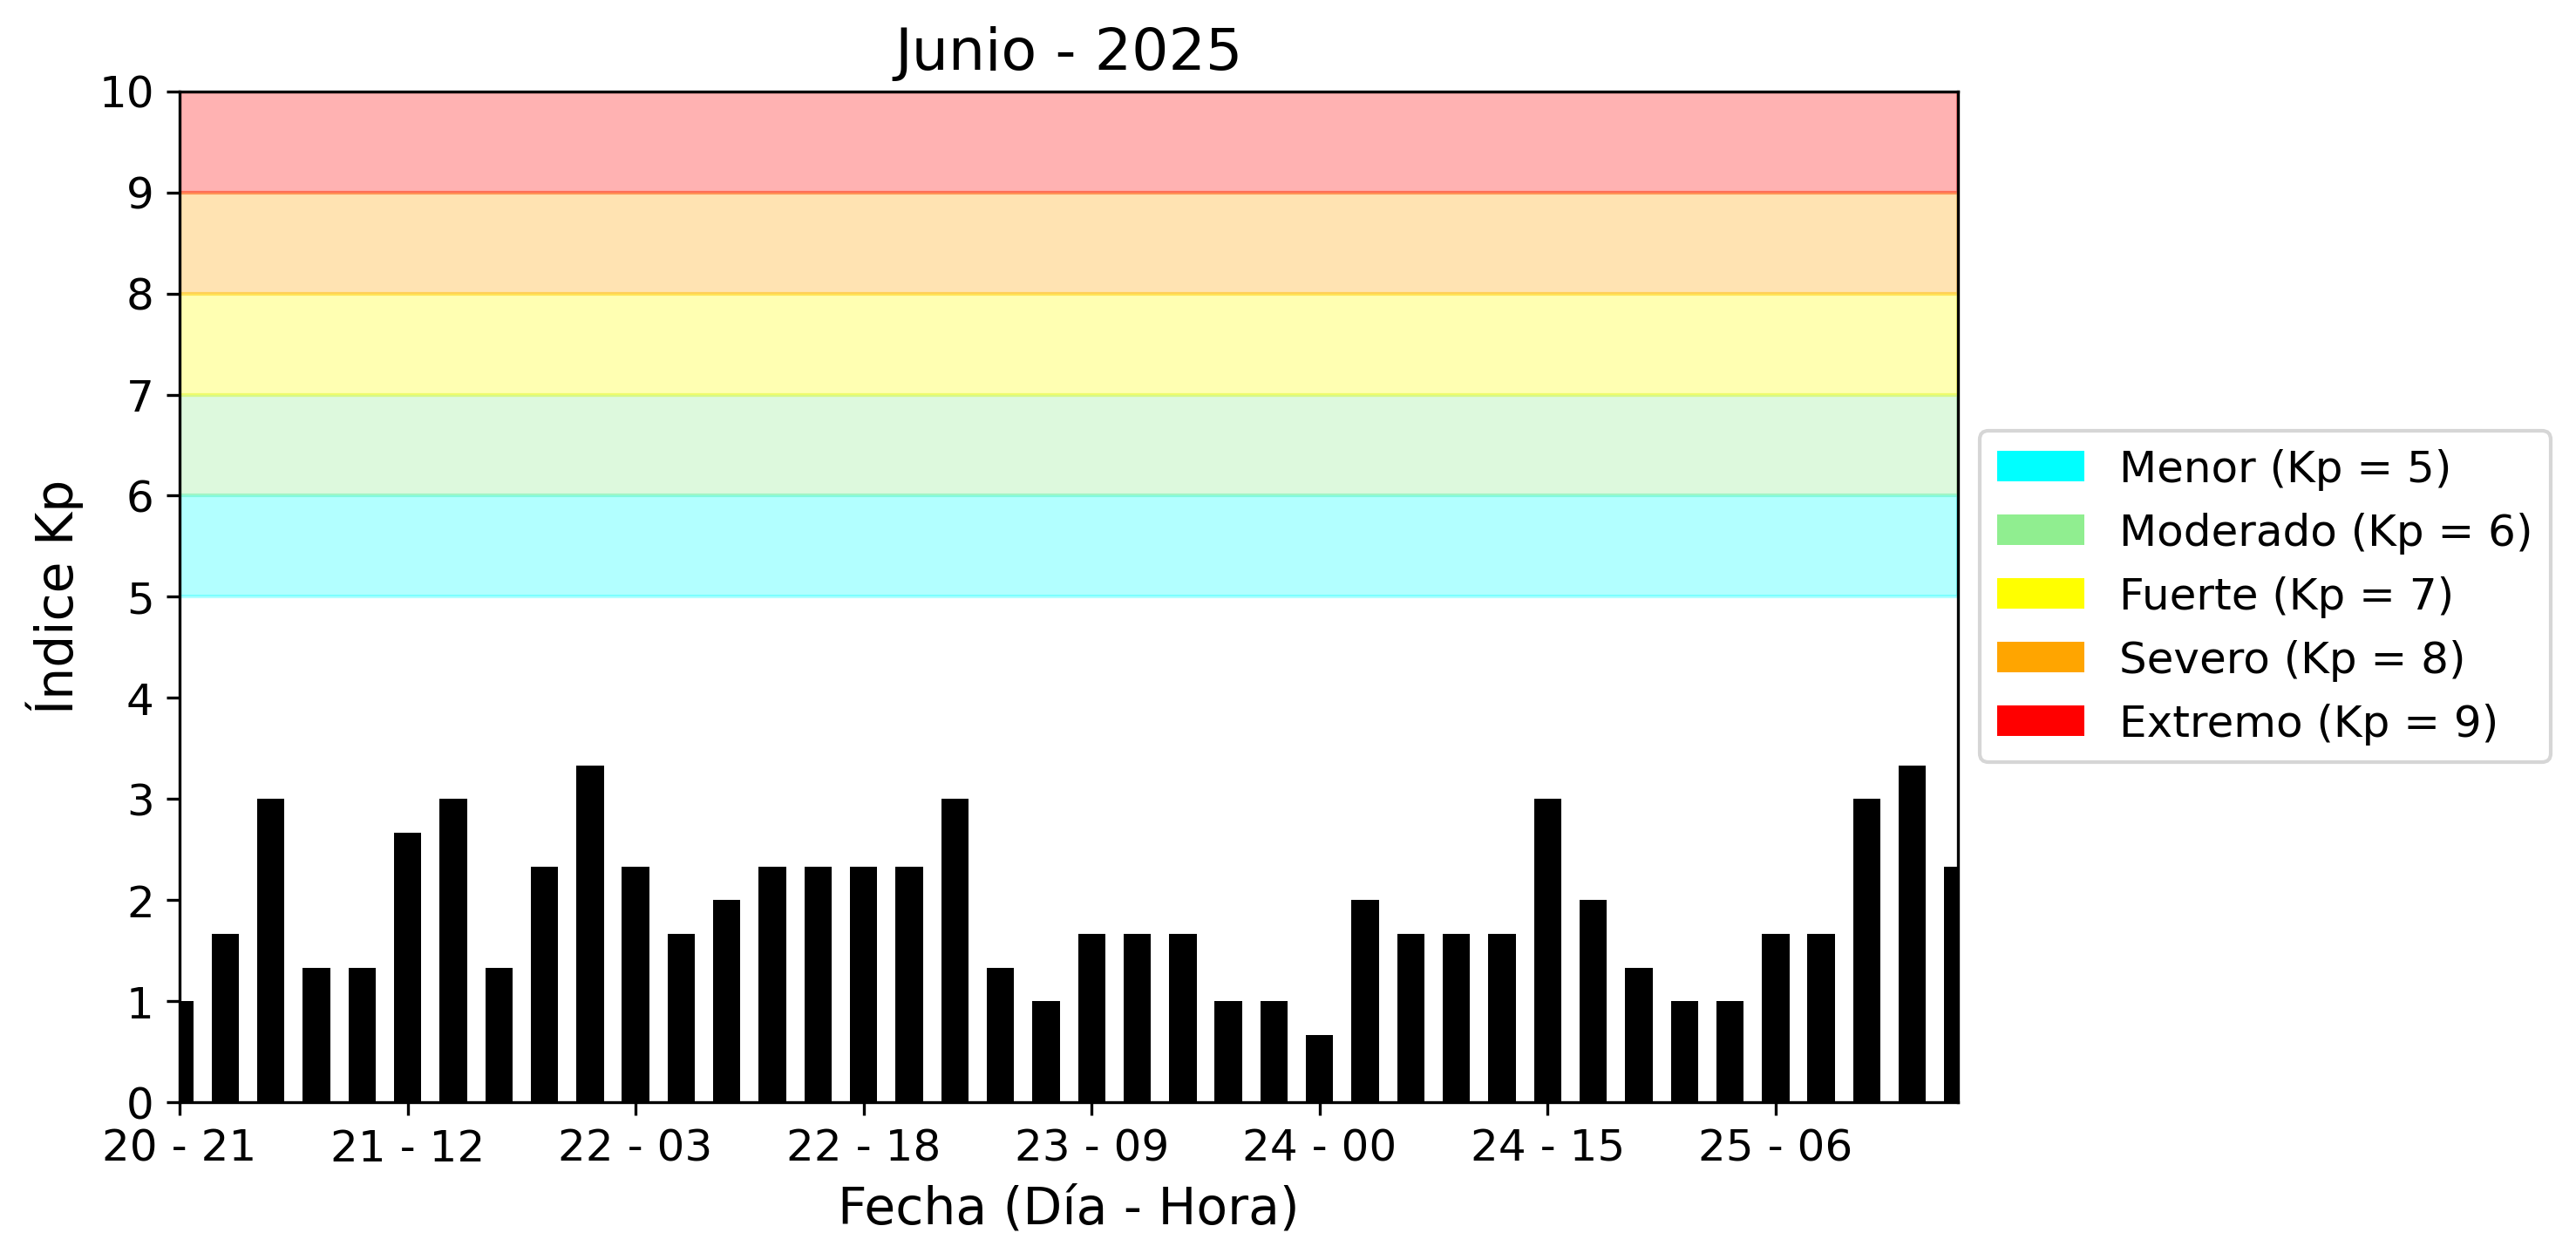 Junio - 2025
10
9
8
7
6
5
4
3
2
1
0
Índice Kp
20 - 21 21 - 12 22 - 03 22 - 18 23 - 09 24 - 00 24 - 15 25 - 06
Fecha (Día - Hora)
Menor (Kp = 5)
Moderado (Kp = 6)
Fuerte (Kp = 7)
Severo (Kp = 8)
Extremo (Kp = 9)